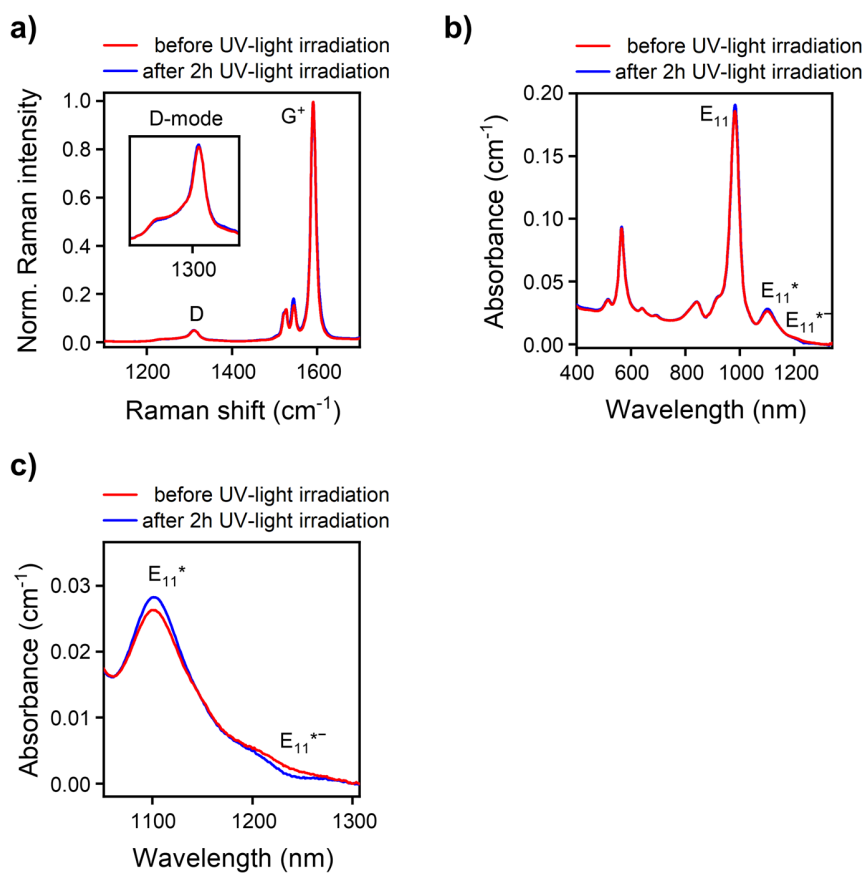 a)
before UV-light irradiation
after 2h UV-light irradiation
Norm. Raman intensity
1.0
0.8
0.6
0.4
0.2
0.0
D-mode
1300
G⁺
D
1200
1400
1600
Raman shift (cm⁻¹)
b)
before UV-light irradiation
after 2h UV-light irradiation
Absorbance (cm⁻¹)
0.20
0.15
0.10
0.05
0.00
E₁₁
E₁₁*
E₁₁*⁻
400
600
800
1000
1200
Wavelength (nm)
c)
before UV-light irradiation
after 2h UV-light irradiation
Absorbance (cm⁻¹)
0.03
0.02
0.01
0.00
E₁₁*
E₁₁*⁻
1100
1200
1300
Wavelength (nm)